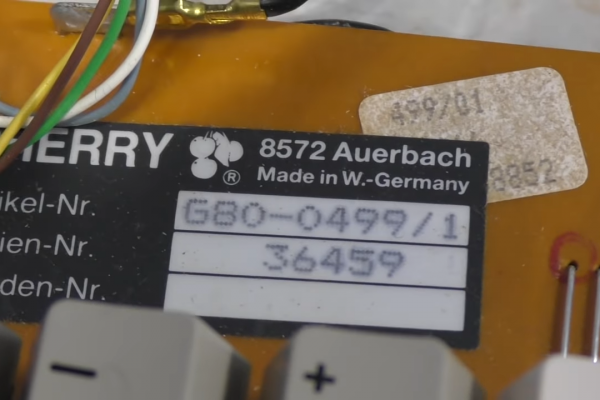 499/01
8852
HERRY ® 8572 Auerbach
Made in W.-Germany
ikel-Nr. G80-0499/1
ien-Nr. 36459
den-Nr.
− +